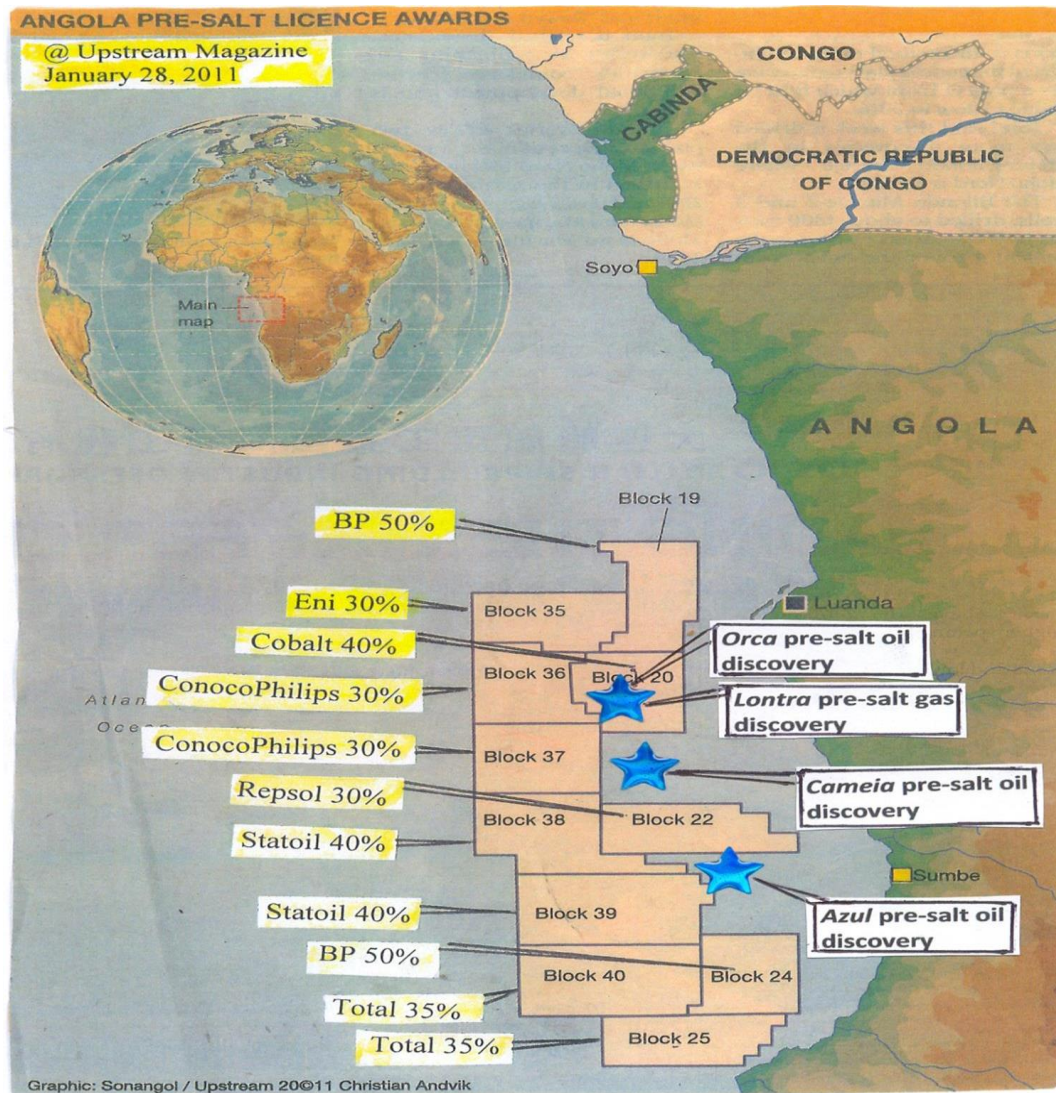 ANGOLA PRE-SALT LICENCE AWARDS
@ Upstream Magazine
January 28, 2011
CONGO
CABINDA
DEMOCRATIC REPUBLIC
OF CONGO
Soyo
Main
map
ANGOLA
Block 19
BP 50%
Eni 30%
Block 35
Luanda
Cobalt 40%
Orca pre-salt oil
discovery
Block 36
Block 20
ConocoPhilips 30%
Lontra pre-salt gas
discovery
ConocoPhilips 30%
Block 37
Cameia pre-salt oil
discovery
Repsol 30%
Block 38
Block 22
Statoil 40%
Sumbe
Statoil 40%
Block 39
Azul pre-salt oil
discovery
BP 50%
Block 40
Block 24
Total 35%
Total 35%
Block 25
Graphic: Sonangol / Upstream 20©11 Christian Andvik